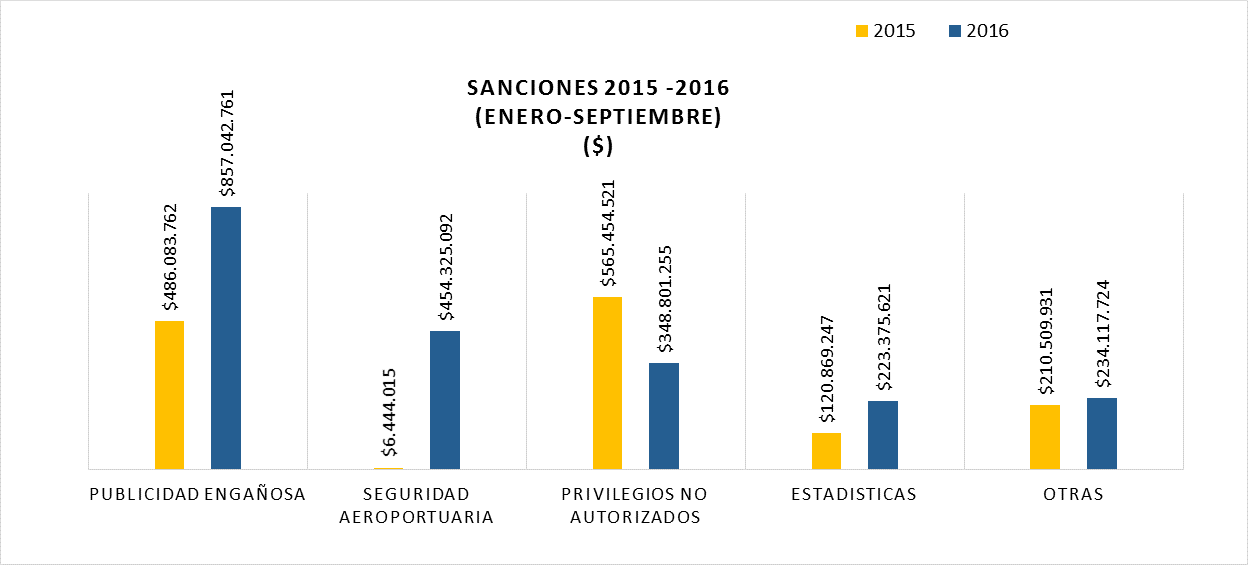 2015 2016
SANCIONES 2015 -2016
(ENERO-SEPTIEMBRE)
($)
$486.083.762
$857.042.761
$6.444.015
$454.325.092
$565.454.521
$348.801.255
$120.869.247
$223.375.621
$210.509.931
$234.117.724
PUBLICIDAD ENGAÑOSA
SEGURIDAD
AEROPORTUARIA
PRIVILEGIOS NO
AUTORIZADOS
ESTADISTICAS
OTRAS